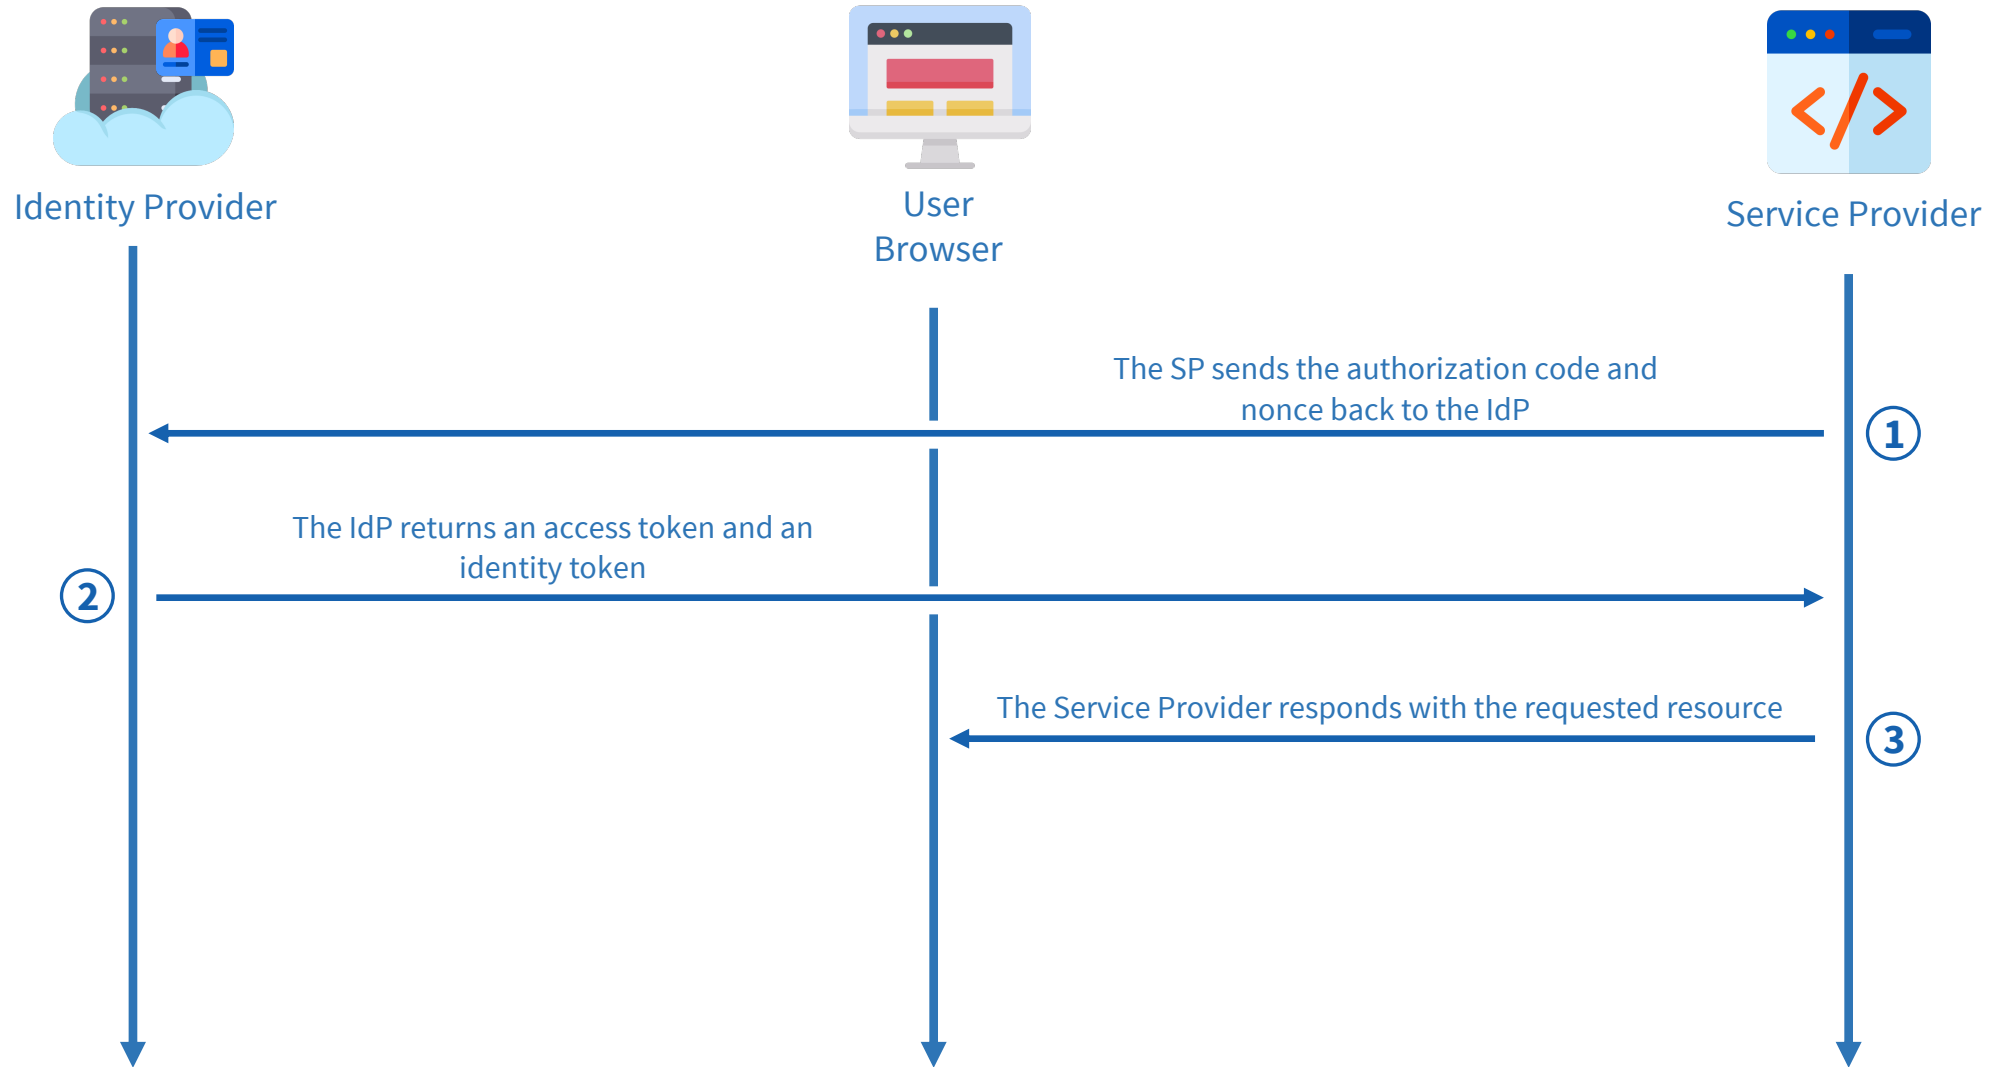 Identity Provider
User
Browser
Service Provider
The SP sends the authorization code and
nonce back to the IdP
1
The IdP returns an access token and an
identity token
2
The Service Provider responds with the requested resource
3